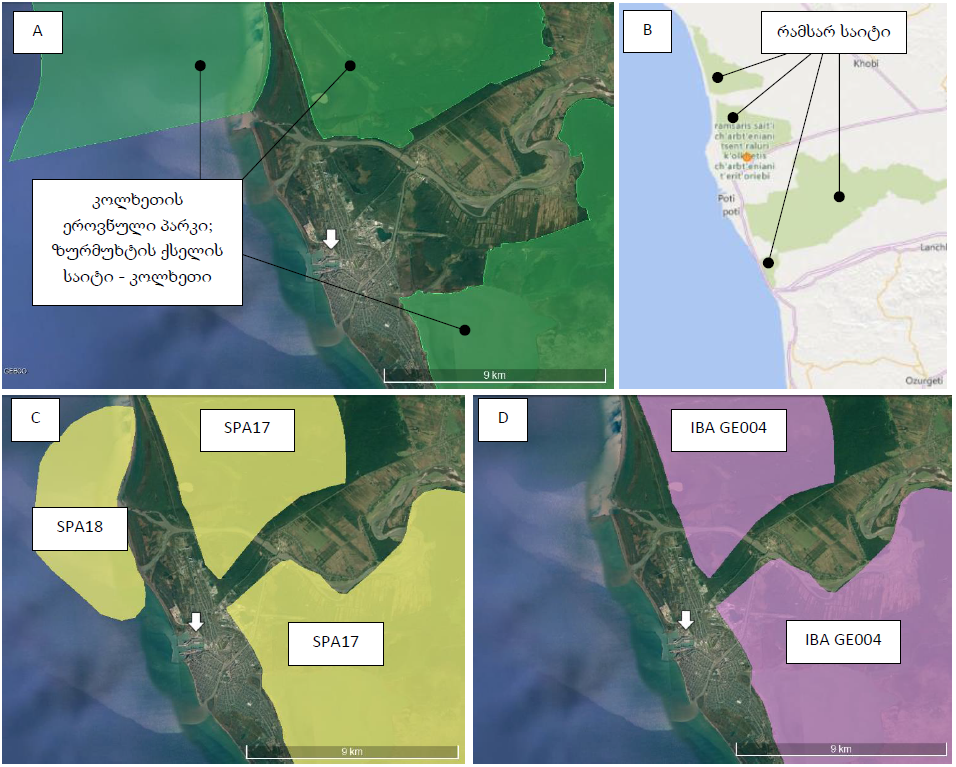 A
კოლხეთის
ეროვნული პარკი;
ზურმუხტის ქსელის
საიტი - კოლხეთი
GEBCO
9 km
B
რამსარ საიტი
Khobi
ramsaris sait'i
ch'arbt'eniani
tsent'raluri
k'olkhetis
ch'arbt'eniani
t'erit'oriebi
Poti
poti
Lanchk
Ozurgeti
C
SPA17
SPA18
SPA17
9 km
D
IBA GE004
IBA GE004
9 km